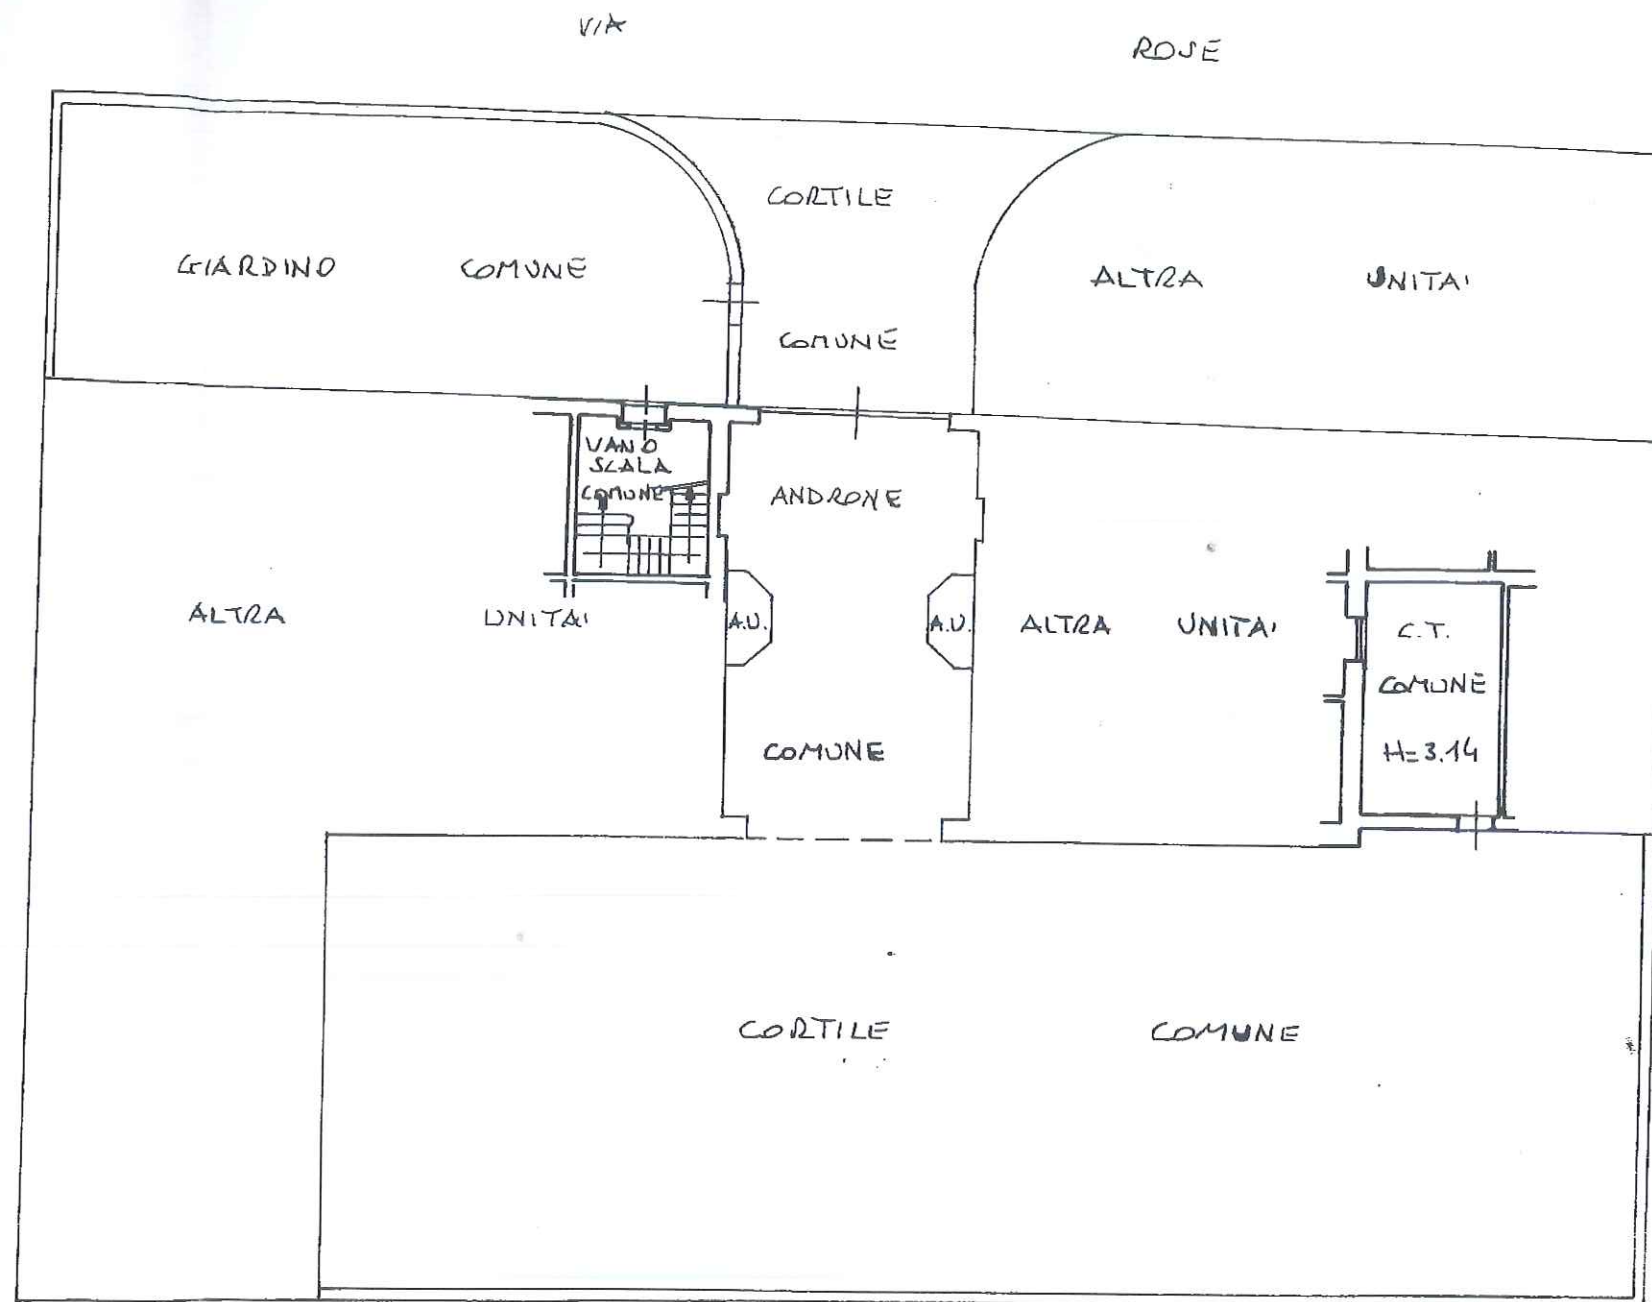 VIA ROSE
CORTILE
GIARDINO COMUNE
ALTRA UNITA'
COMUNE
VANO
SCALA
COMUNE
ANDRONE
ALTRA UNITA'
A.U.
A.U.
ALTRA UNITA'
C.T.
COMUNE
H=3.14
COMUNE
CORTILE COMUNE